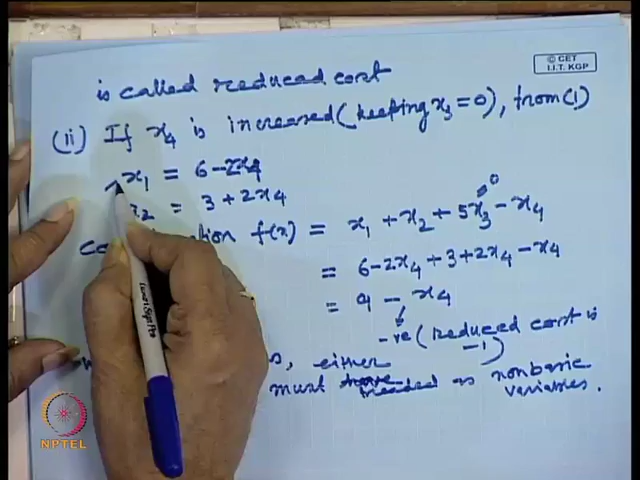 © CET
I.I.T. KGP
is called reduced cost
(ii) If x₄ is increased (keeping x₃ = 0), from (1)
x₁ = 6 - 2x₄
x₂ = 3 + 2x₄
f(x) = x₁ + x₂ + 5x₃ - x₄
0
= 6 - 2x₄ + 3 + 2x₄ - x₄
= 9 - x₄
-ve (reduced cost is
-1)
either
must treated as nonbasic
variables.
NPTEL